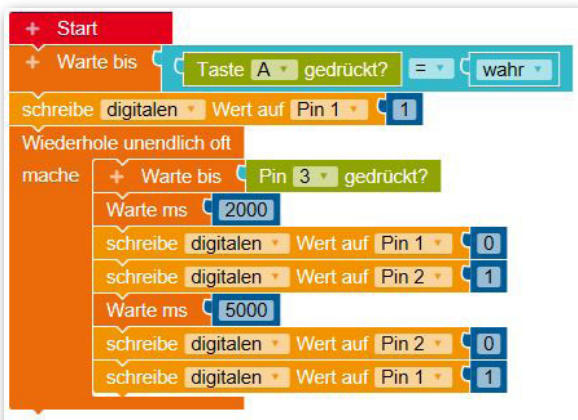 + Start
+ Warte bis Taste A gedrückt? = wahr
schreibe digitalen Wert auf Pin 1 1
Wiederhole unendlich oft
mache + Warte bis Pin 3 gedrückt?
Warte ms 2000
schreibe digitalen Wert auf Pin 1 0
schreibe digitalen Wert auf Pin 2 1
Warte ms 5000
schreibe digitalen Wert auf Pin 2 0
schreibe digitalen Wert auf Pin 1 1